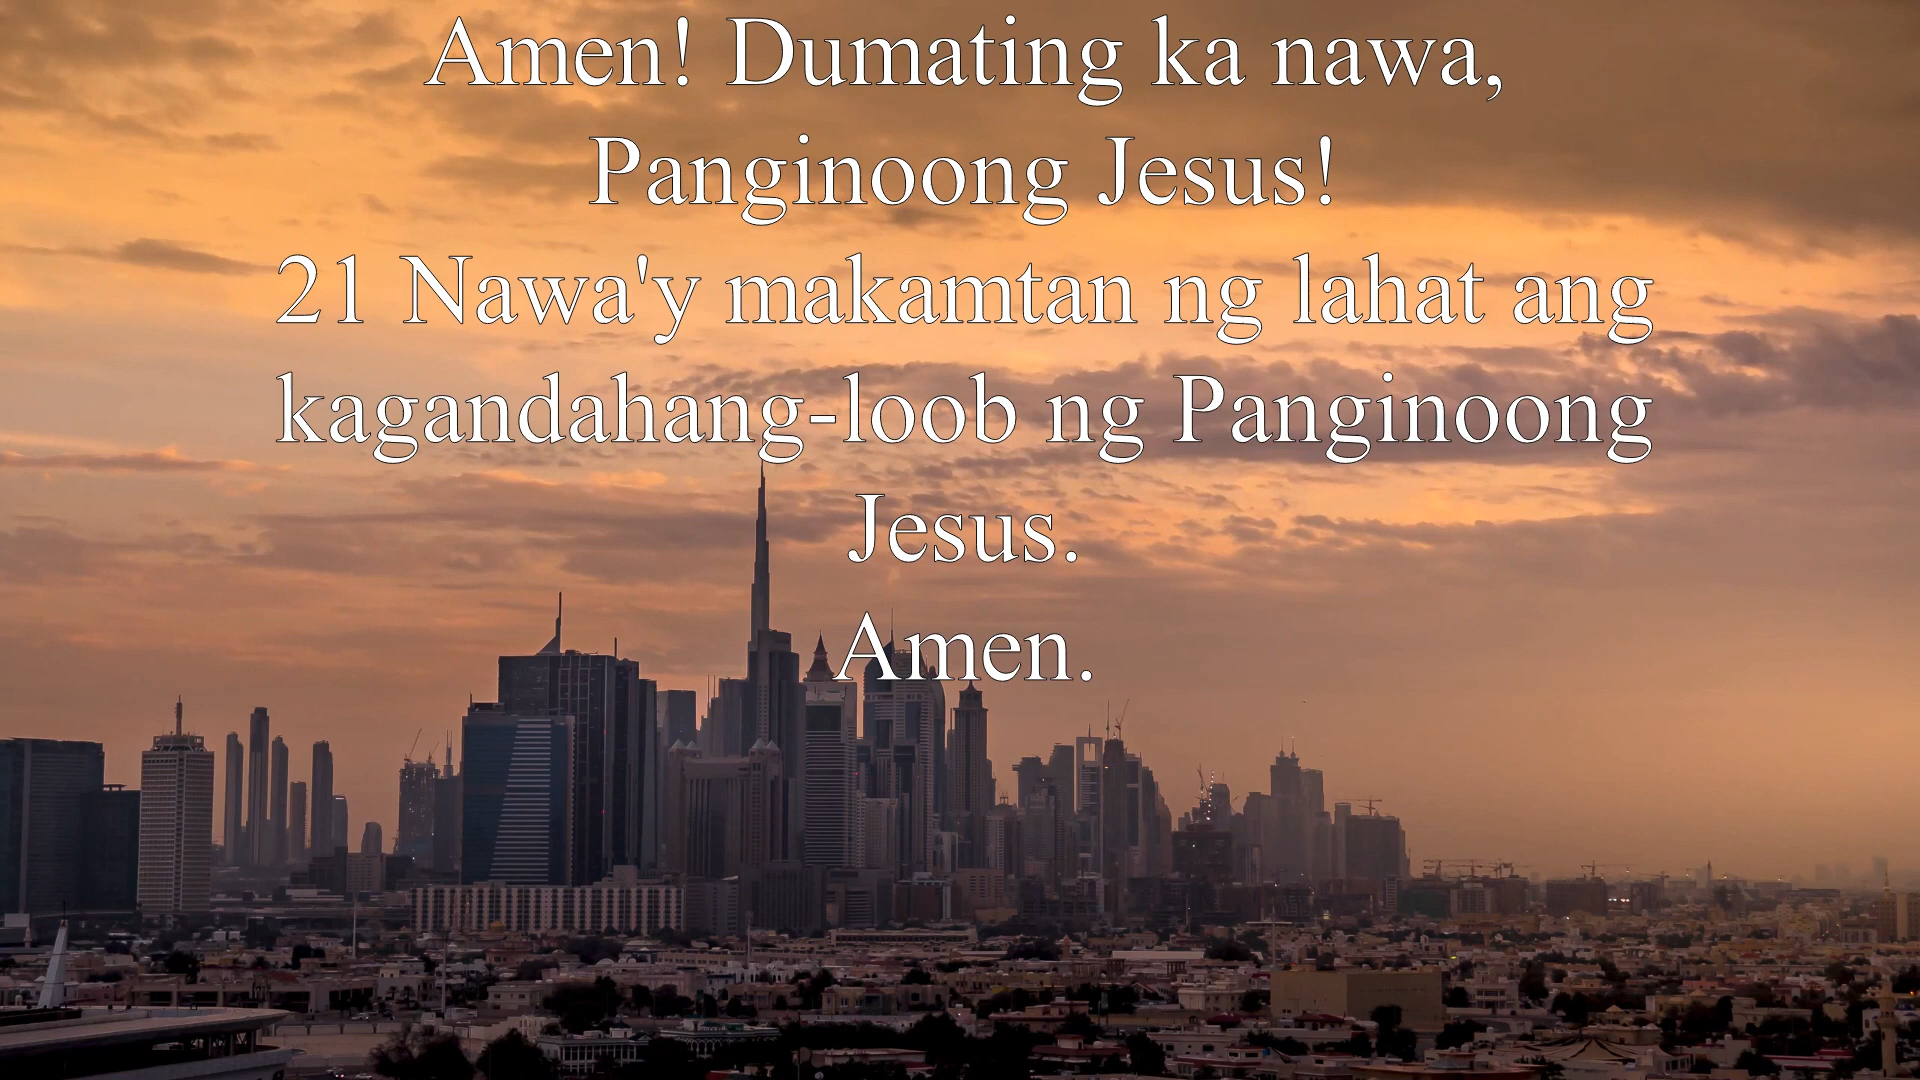 Amen! Dumating ka nawa,
Panginoong Jesus!
21 Nawa'y makamtan ng lahat ang
kagandahang-loob ng Panginoong
Jesus.
Amen.